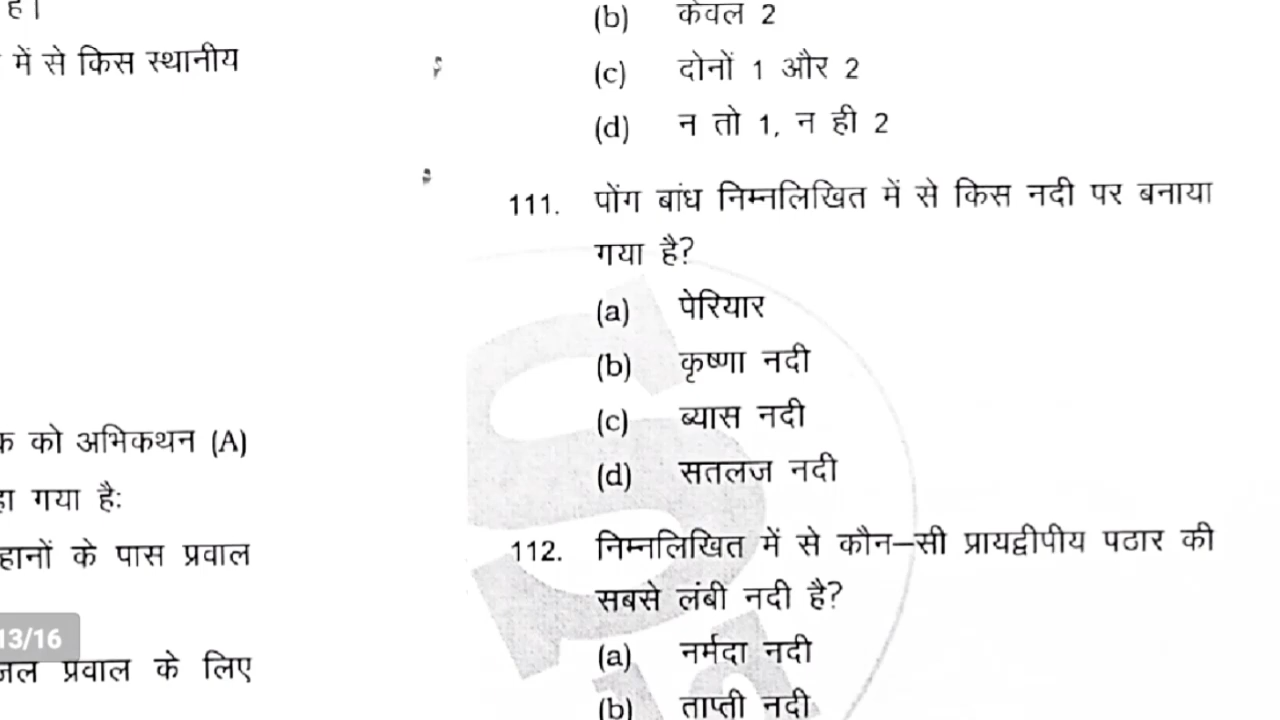 है।
में से किस स्थानीय
को अभिकथन (A)
गया है:
के पास प्रवाल
13/16
प्रवाल के लिए
(b) केवल 2
(c) दोनों 1 और 2
(d) न तो 1, न ही 2
111. पोंग बांध निम्नलिखित में से किस नदी पर बनाया
गया है?
(a) पेरियार
(b) कृष्णा नदी
(c) ब्यास नदी
(d) सतलज नदी
112. निम्नलिखित में से कौन–सी प्रायद्वीपीय पठार की
सबसे लंबी नदी है?
(a) नर्मदा नदी
(b) ताप्ती नदी